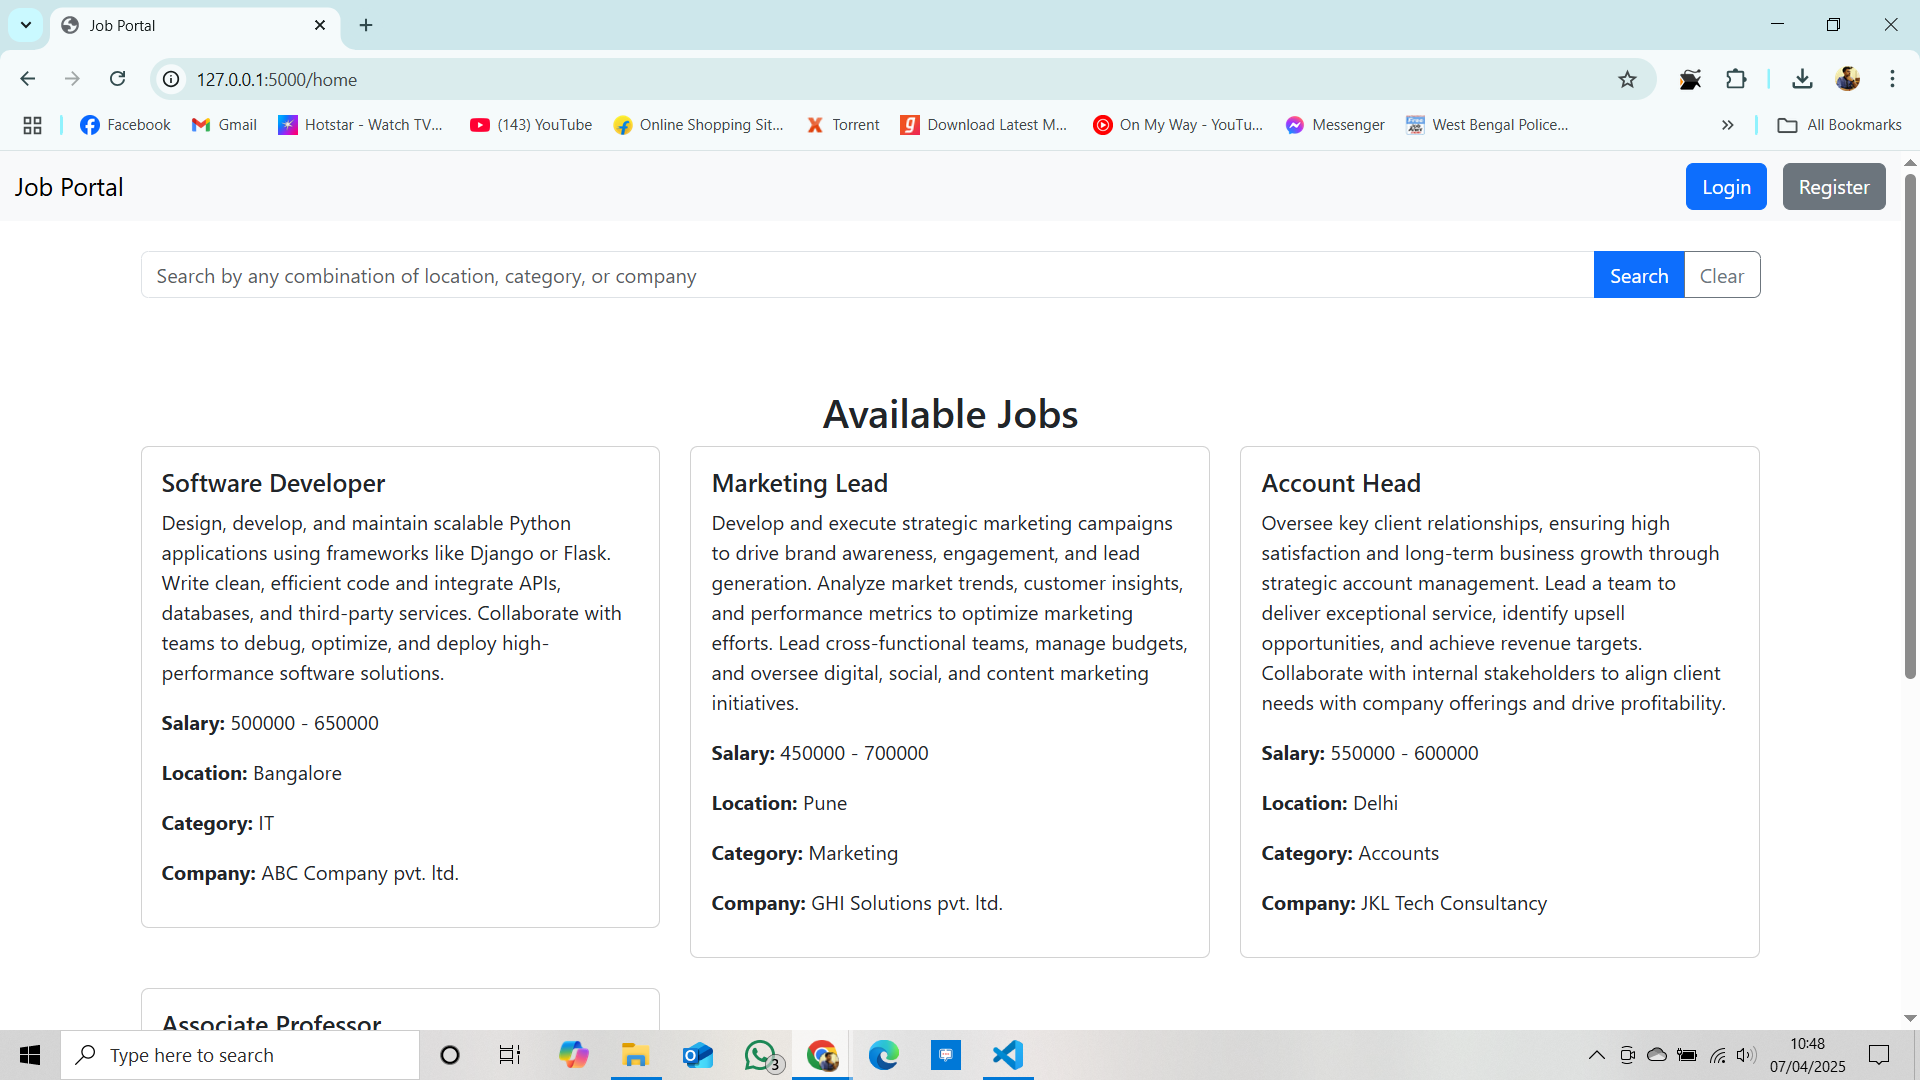 Job Portal
127.0.0.1:5000/home
Facebook Gmail Hotstar - Watch TV... (143) YouTube Online Shopping Sit... Torrent Download Latest M... On My Way - YouTu... Messenger West Bengal Police... » All Bookmarks
Job Portal Login Register
Search by any combination of location, category, or company Search Clear
Available Jobs
Software Developer
Design, develop, and maintain scalable Python
applications using frameworks like Django or Flask.
Write clean, efficient code and integrate APIs,
databases, and third-party services. Collaborate with
teams to debug, optimize, and deploy high-
performance software solutions.
Salary: 500000 - 650000
Location: Bangalore
Category: IT
Company: ABC Company pvt. ltd.
Marketing Lead
Develop and execute strategic marketing campaigns
to drive brand awareness, engagement, and lead
generation. Analyze market trends, customer insights,
and performance metrics to optimize marketing
efforts. Lead cross-functional teams, manage budgets,
and oversee digital, social, and content marketing
initiatives.
Salary: 450000 - 700000
Location: Pune
Category: Marketing
Company: GHI Solutions pvt. ltd.
Account Head
Oversee key client relationships, ensuring high
satisfaction and long-term business growth through
strategic account management. Lead a team to
deliver exceptional service, identify upsell
opportunities, and achieve revenue targets.
Collaborate with internal stakeholders to align client
needs with company offerings and drive profitability.
Salary: 550000 - 600000
Location: Delhi
Category: Accounts
Company: JKL Tech Consultancy
Associate Professor
Type here to search
3
10:48
07/04/2025